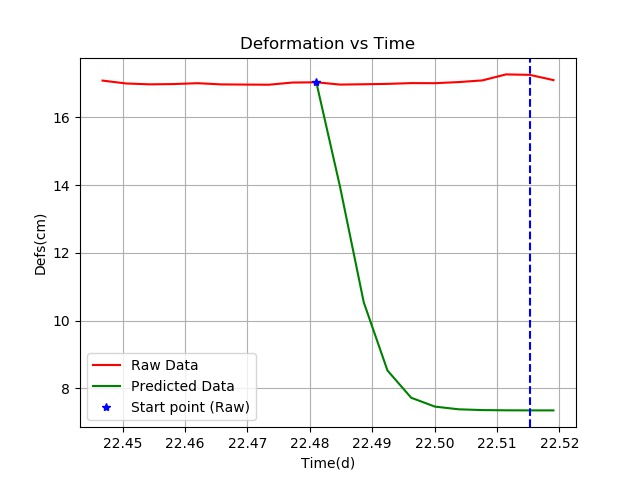 Deformation vs Time
Defs(cm)
16
14
12
10
8
Raw Data
Predicted Data
Start point (Raw)
22.45 22.46 22.47 22.48 22.49 22.50 22.51 22.52
Time(d)